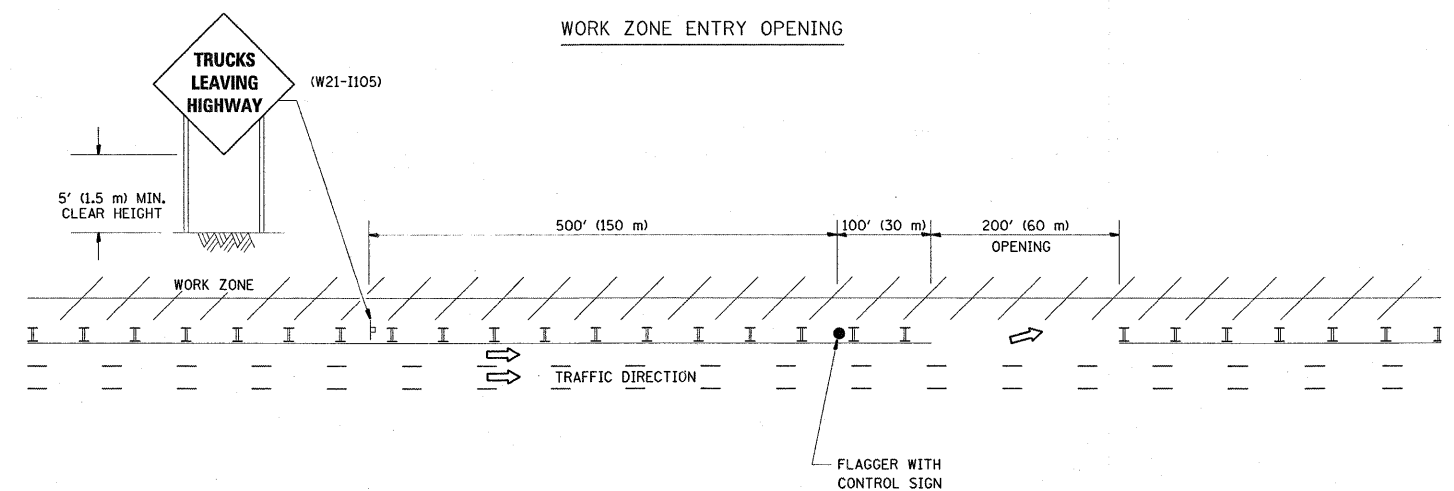 WORK ZONE ENTRY OPENING
TRUCKS
LEAVING
HIGHWAY
(W21-I105)
5' (1.5 m) MIN.
CLEAR HEIGHT
500' (150 m)
100' (30 m)
200' (60 m)
OPENING
WORK ZONE
TRAFFIC DIRECTION
FLAGGER WITH
CONTROL SIGN